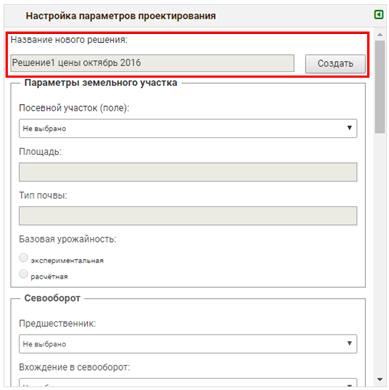 Настройка параметров проектирования
Название нового решения:
Решение1 цены октябрь 2016
Создать
Параметры земельного участка
Посевной участок (поле):
Не выбрано
Площадь:
Тип почвы:
Базовая урожайность:
экспериментальная
расчётная
Севооборот
Предшественник:
Не выбрано
Вхождение в севооборот: